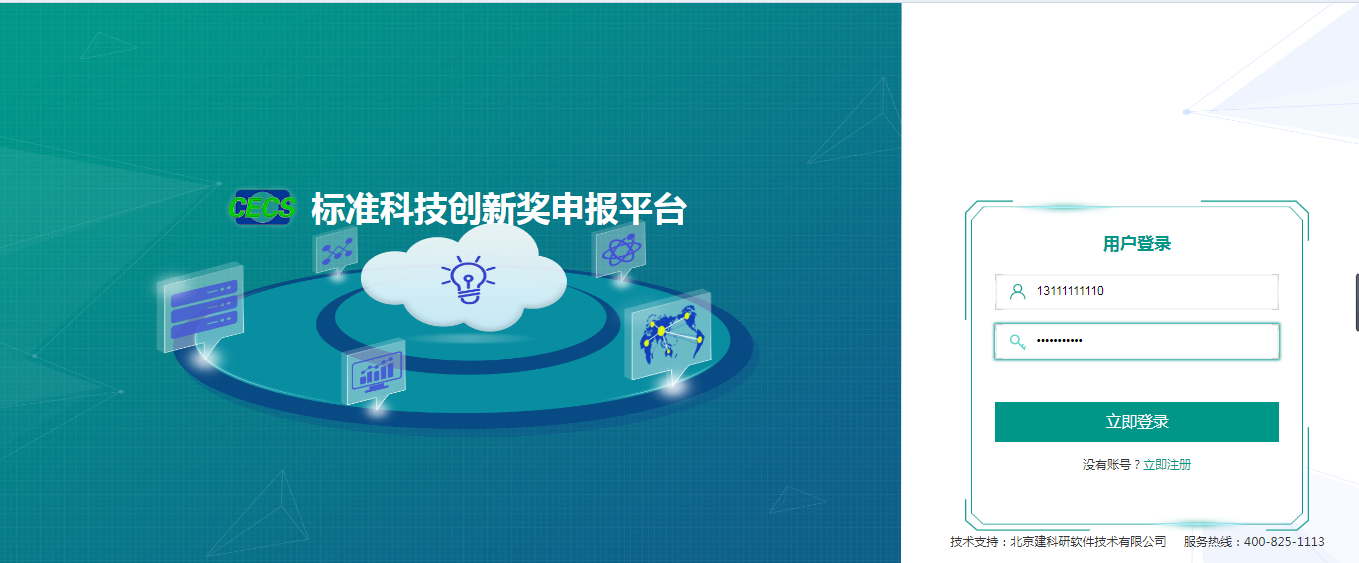 CECS 标准科技创新奖申报平台
用户登录
13111111110
•••••••••••
立即登录
没有账号？立即注册
技术支持：北京建科研软件技术有限公司 服务热线：400-825-1113